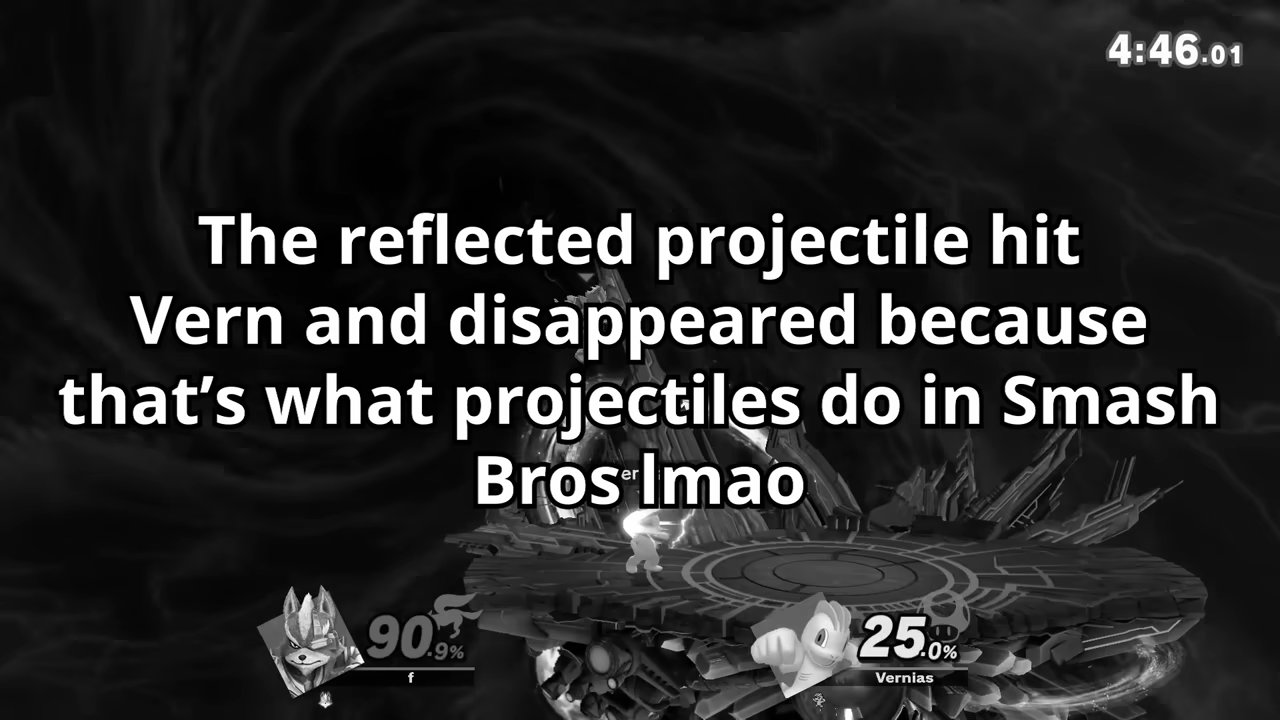 4:46.01
The reflected projectile hit
Vern and disappeared because
that’s what projectiles do in Smash
Bros lmao
90.9%
f
25.0%
Vernias